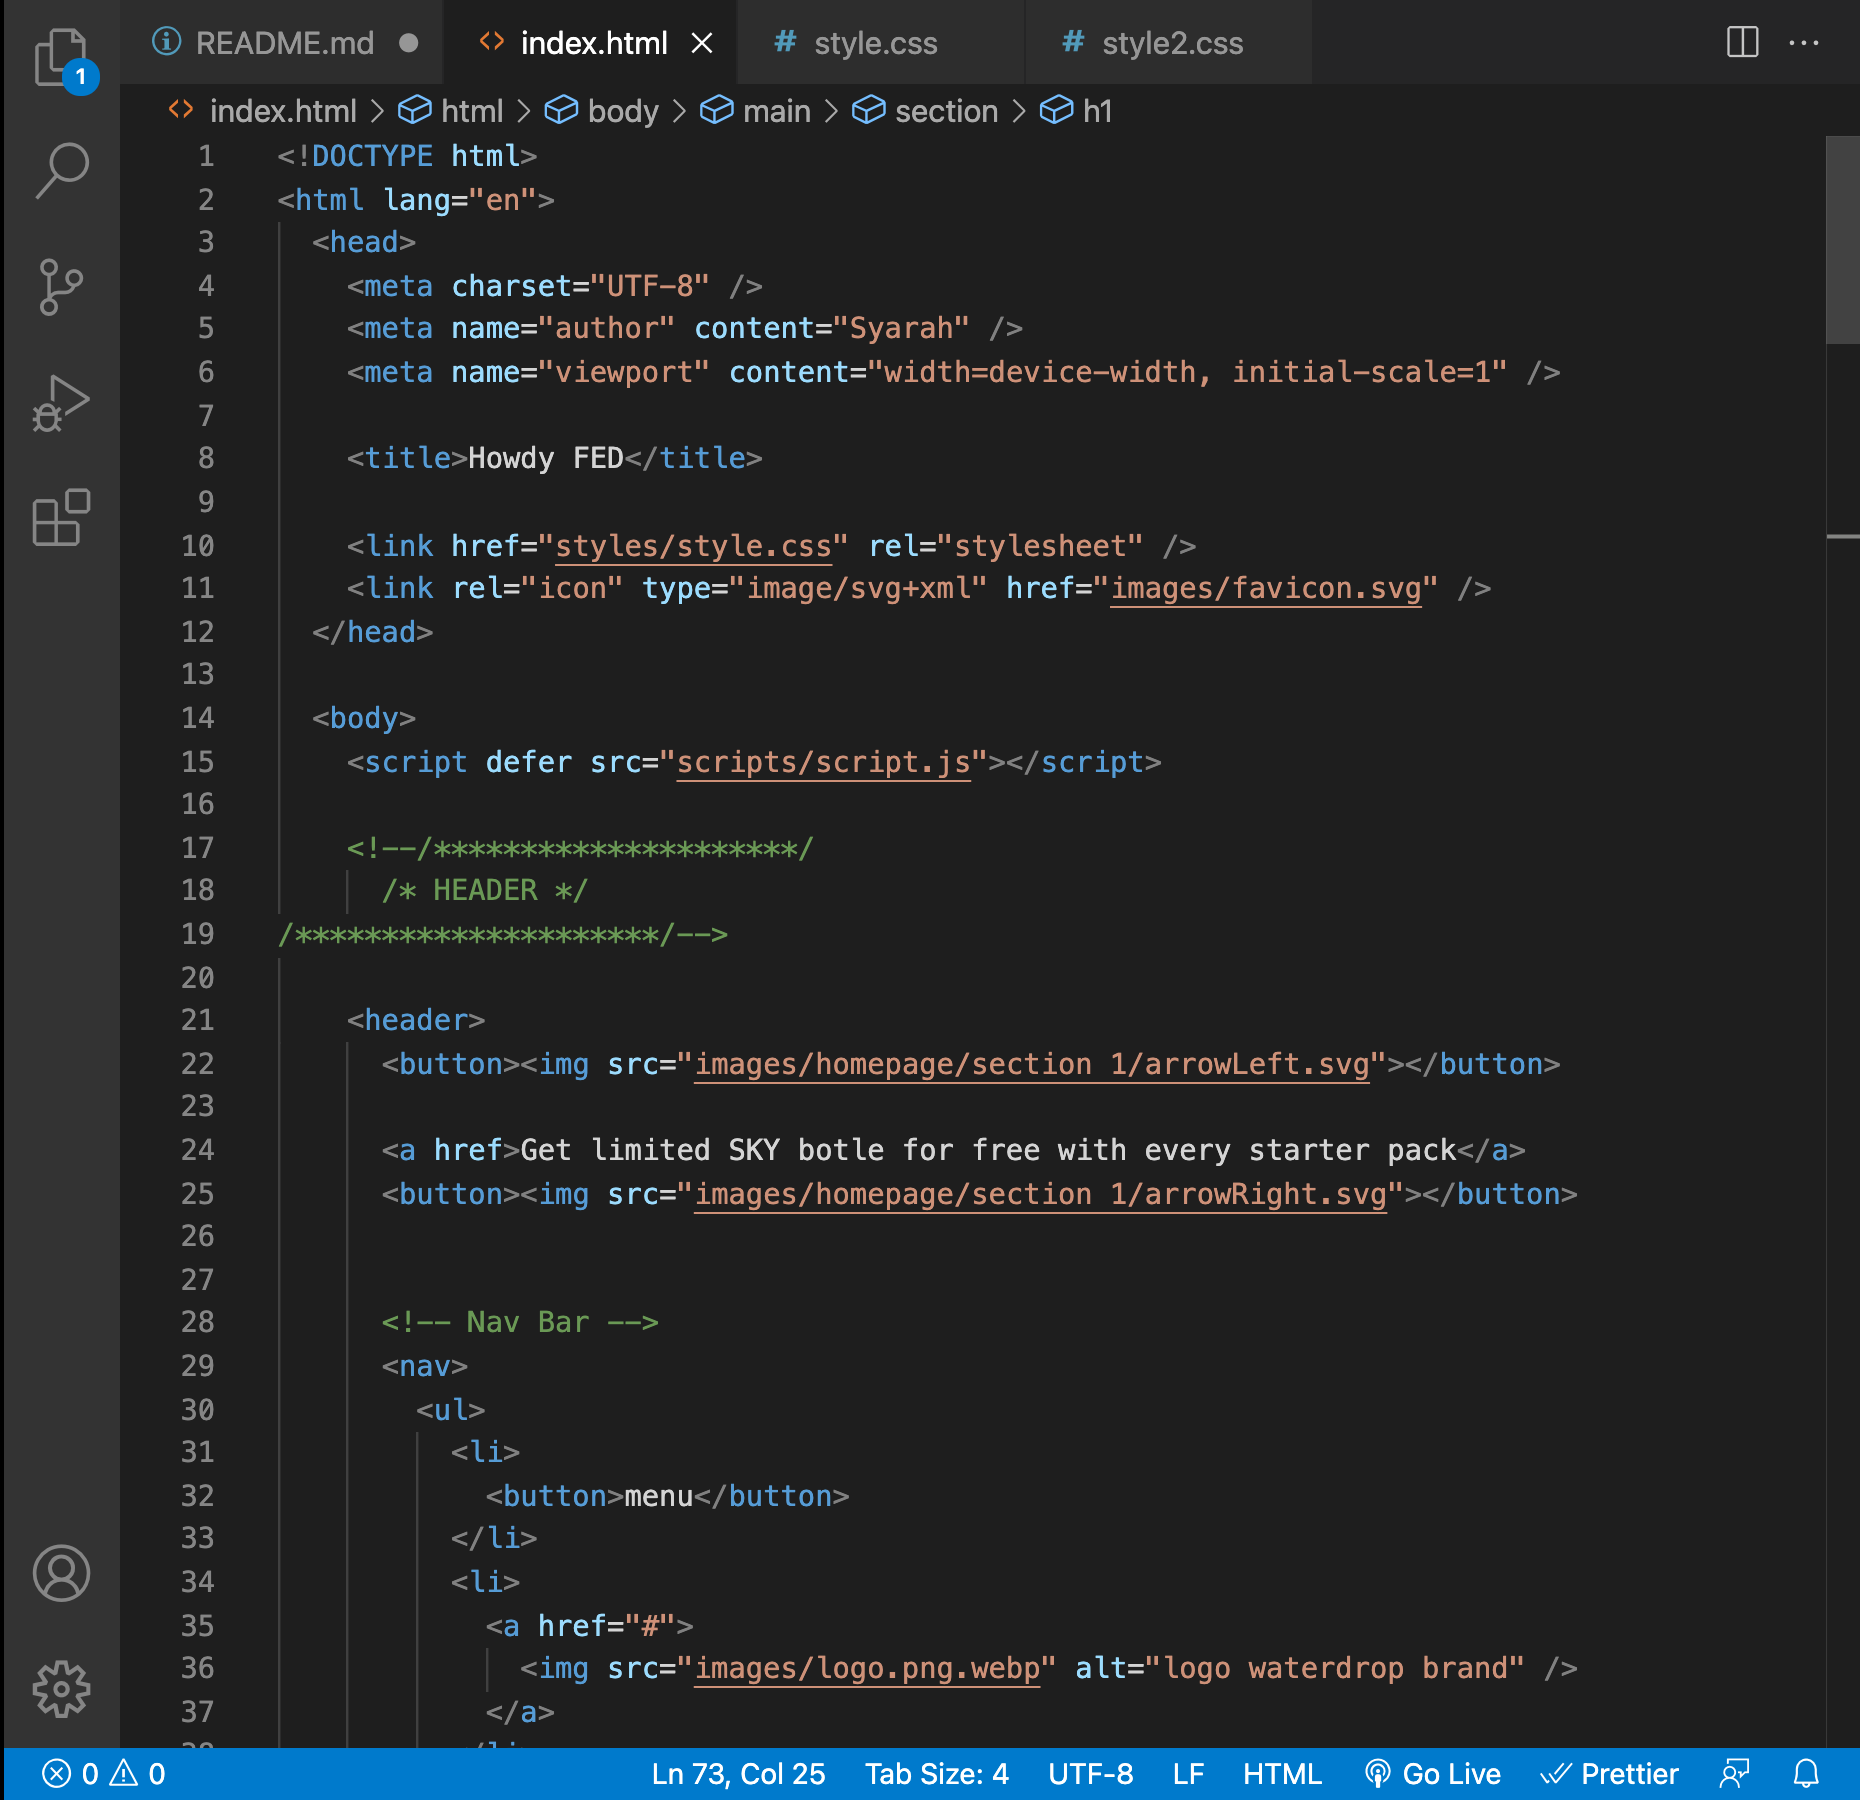 README.md
index.html
# style.css
# style2.css
1
index.html > html > body > main > section > h1
1 <!DOCTYPE html>
2 <html lang="en">
3 <head>
4 <meta charset="UTF-8" />
5 <meta name="author" content="Syarah" />
6 <meta name="viewport" content="width=device-width, initial-scale=1" />
7
8 <title>Howdy FED</title>
9
10 <link href="styles/style.css" rel="stylesheet" />
11 <link rel="icon" type="image/svg+xml" href="images/favicon.svg" />
12 </head>
13
14 <body>
15 <script defer src="scripts/script.js"></script>
16
17 <!--/*********************/
18 /* HEADER */
19 /*********************/-->
20
21 <header>
22 <button><img src="images/homepage/section 1/arrowLeft.svg"></button>
23
24 <a href>Get limited SKY botle for free with every starter pack</a>
25 <button><img src="images/homepage/section 1/arrowRight.svg"></button>
26
27
28 <!-- Nav Bar -->
29 <nav>
30 <ul>
31 <li>
32 <button>menu</button>
33 </li>
34 <li>
35 <a href="#">
36 <img src="images/logo.png.webp" alt="logo waterdrop brand" />
37 </a>
0 0 Ln 73, Col 25 Tab Size: 4 UTF-8 LF HTML Go Live Prettier